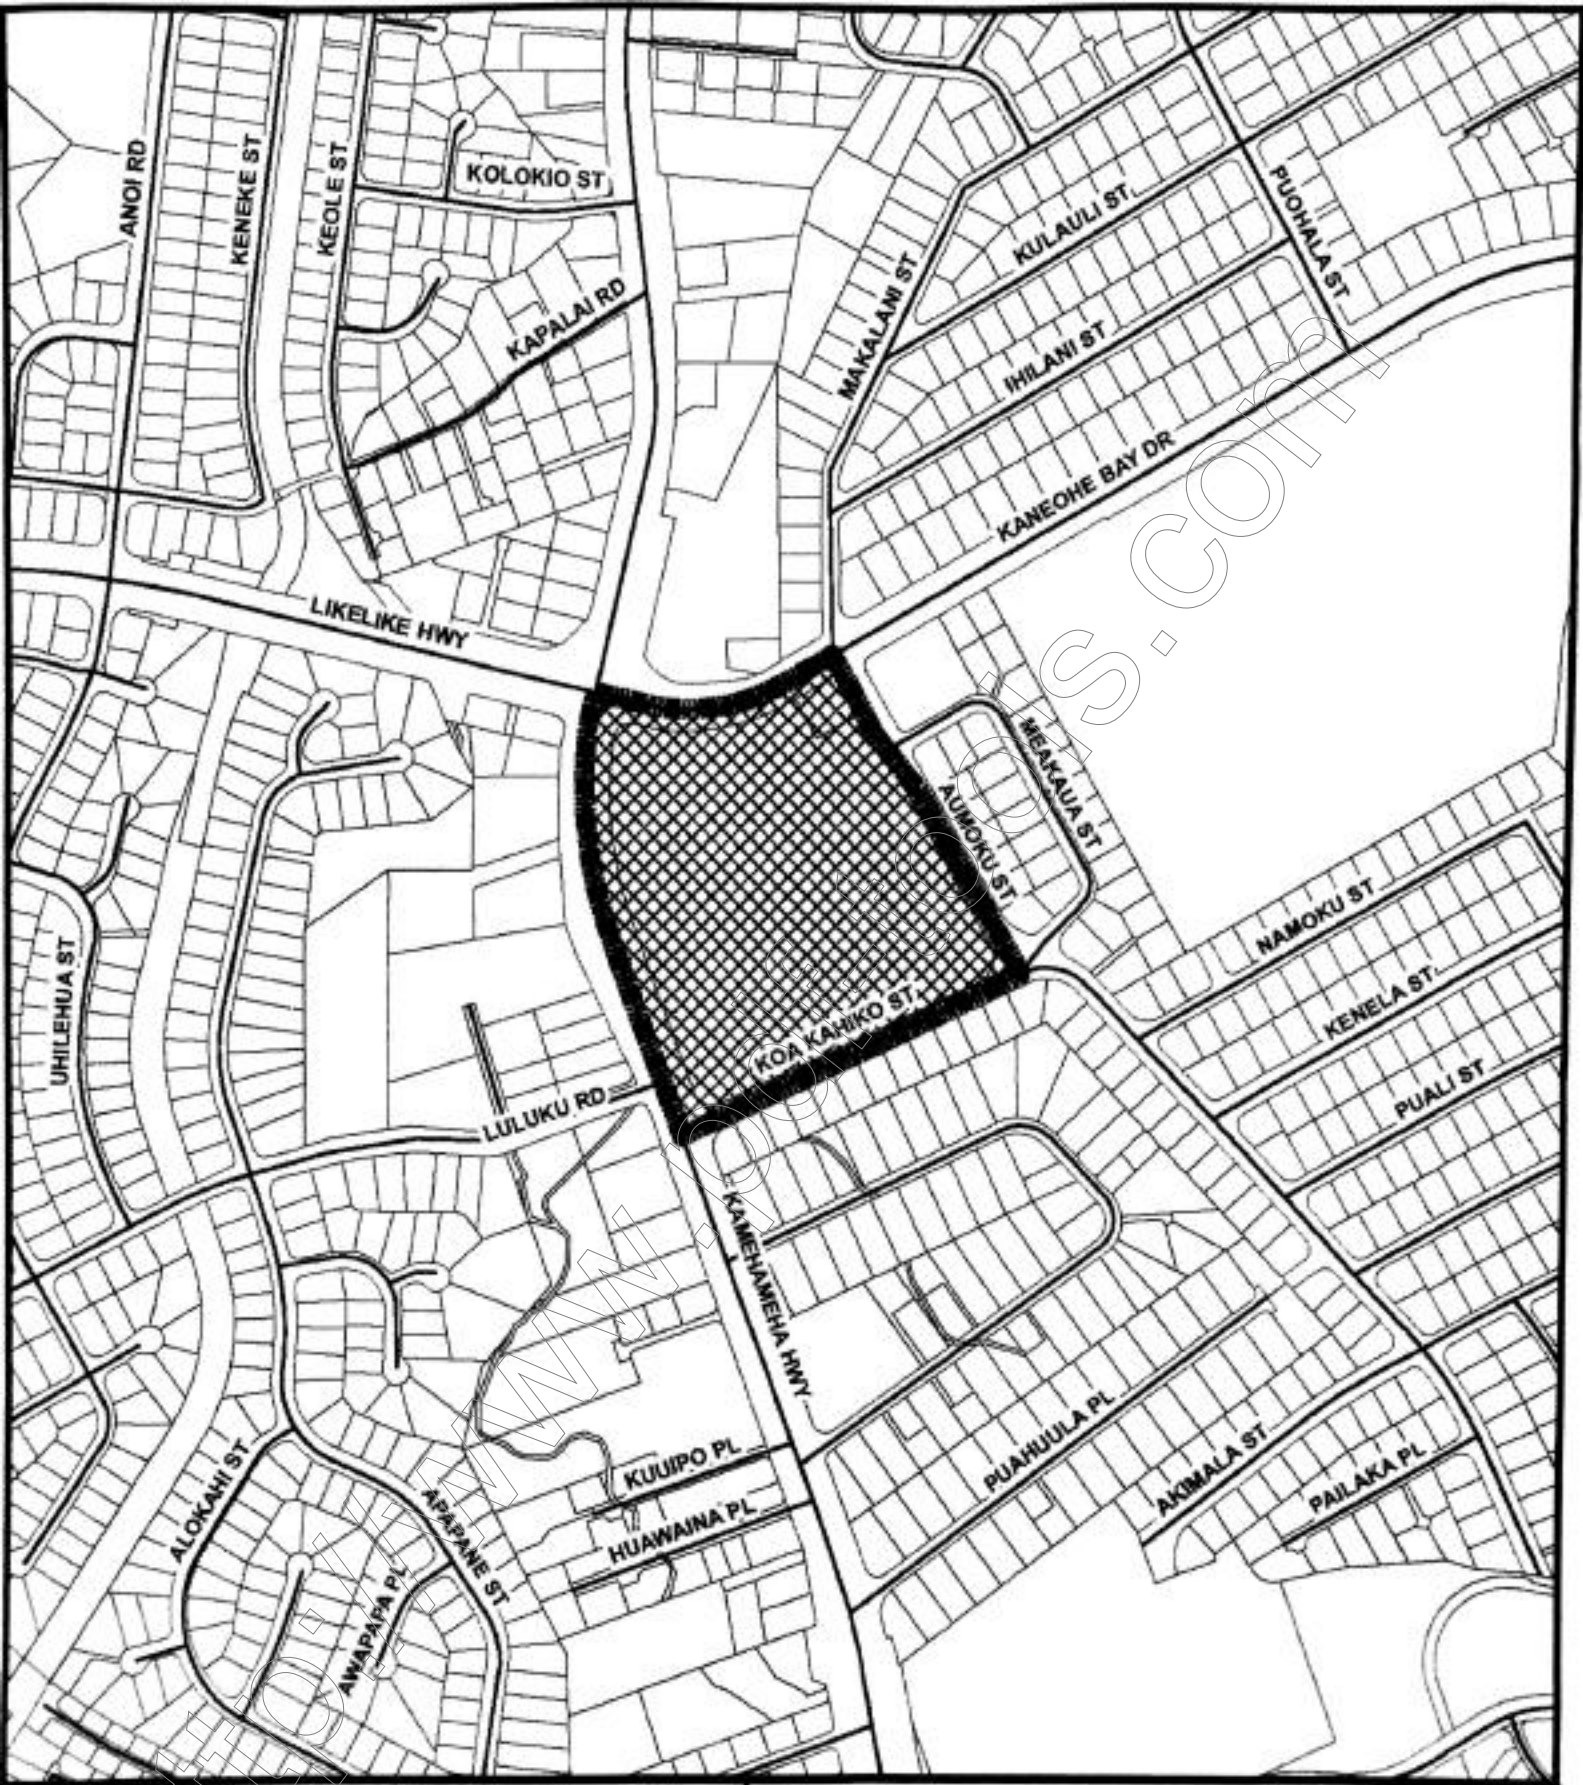 ANOI RD
KENEKE ST
KEOLE ST
KOLOKIO ST
KAPALAI RD
MAKALANI ST
KULAULI ST
PUOHALA ST
IHILANI ST
KANEOHE BAY DR
LIKELIKE HWY
MEAKAUA ST
AUMOKU ST
NAMOKU ST
KENELA ST
PUALI ST
UHILEHUA ST
KOA KAHIKO ST
LULUKU RD
KAMEHAMEHA HWY
PUAHUULA PL
AKIMALA ST
PAILAKA PL
KUUIPO PL
HUAWAINA PL
ALOKAHI ST
APAPANE ST
AWAPAPA PL